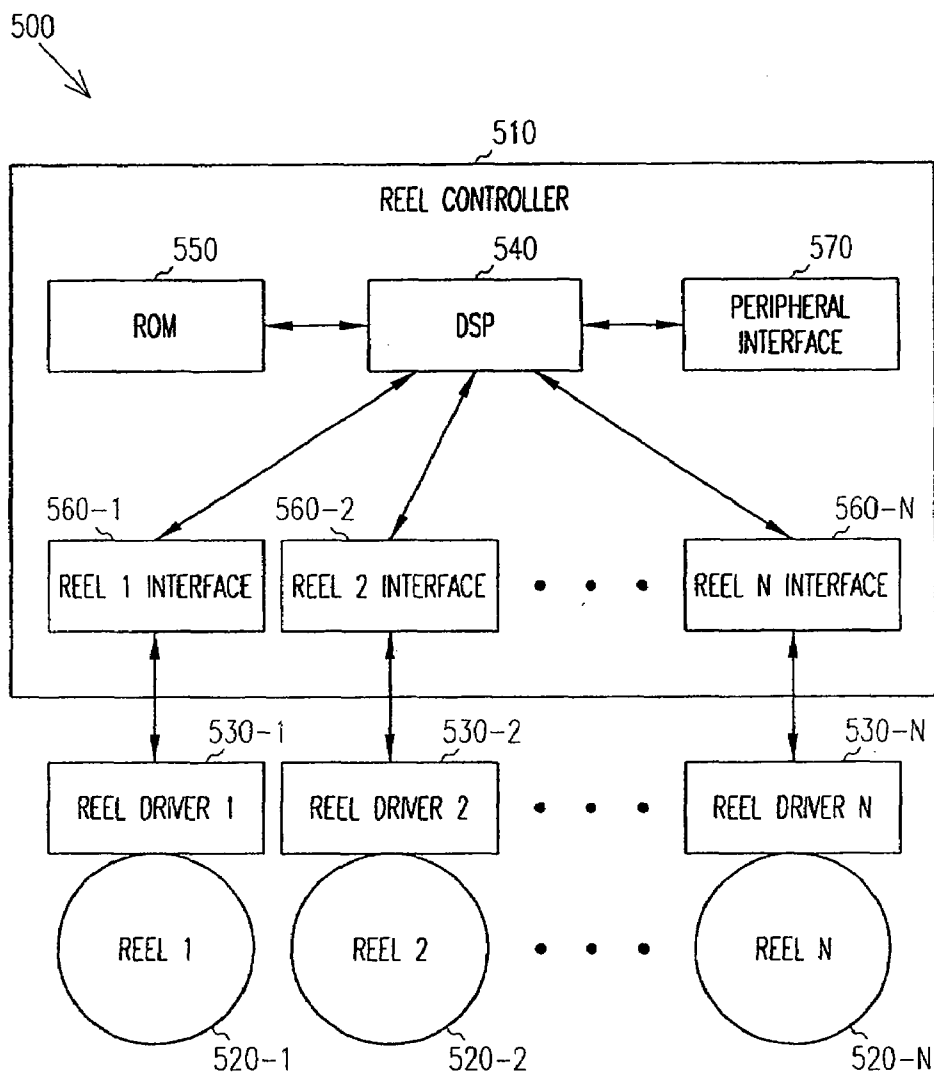 500
510
REEL CONTROLLER
550
540
570
ROM
DSP
PERIPHERAL
INTERFACE
560-1
560-2
560-N
REEL 1 INTERFACE
REEL 2 INTERFACE
REEL N INTERFACE
530-1
530-2
530-N
REEL DRIVER 1
REEL DRIVER 2
REEL DRIVER N
REEL 1
REEL 2
REEL N
520-1
520-2
520-N